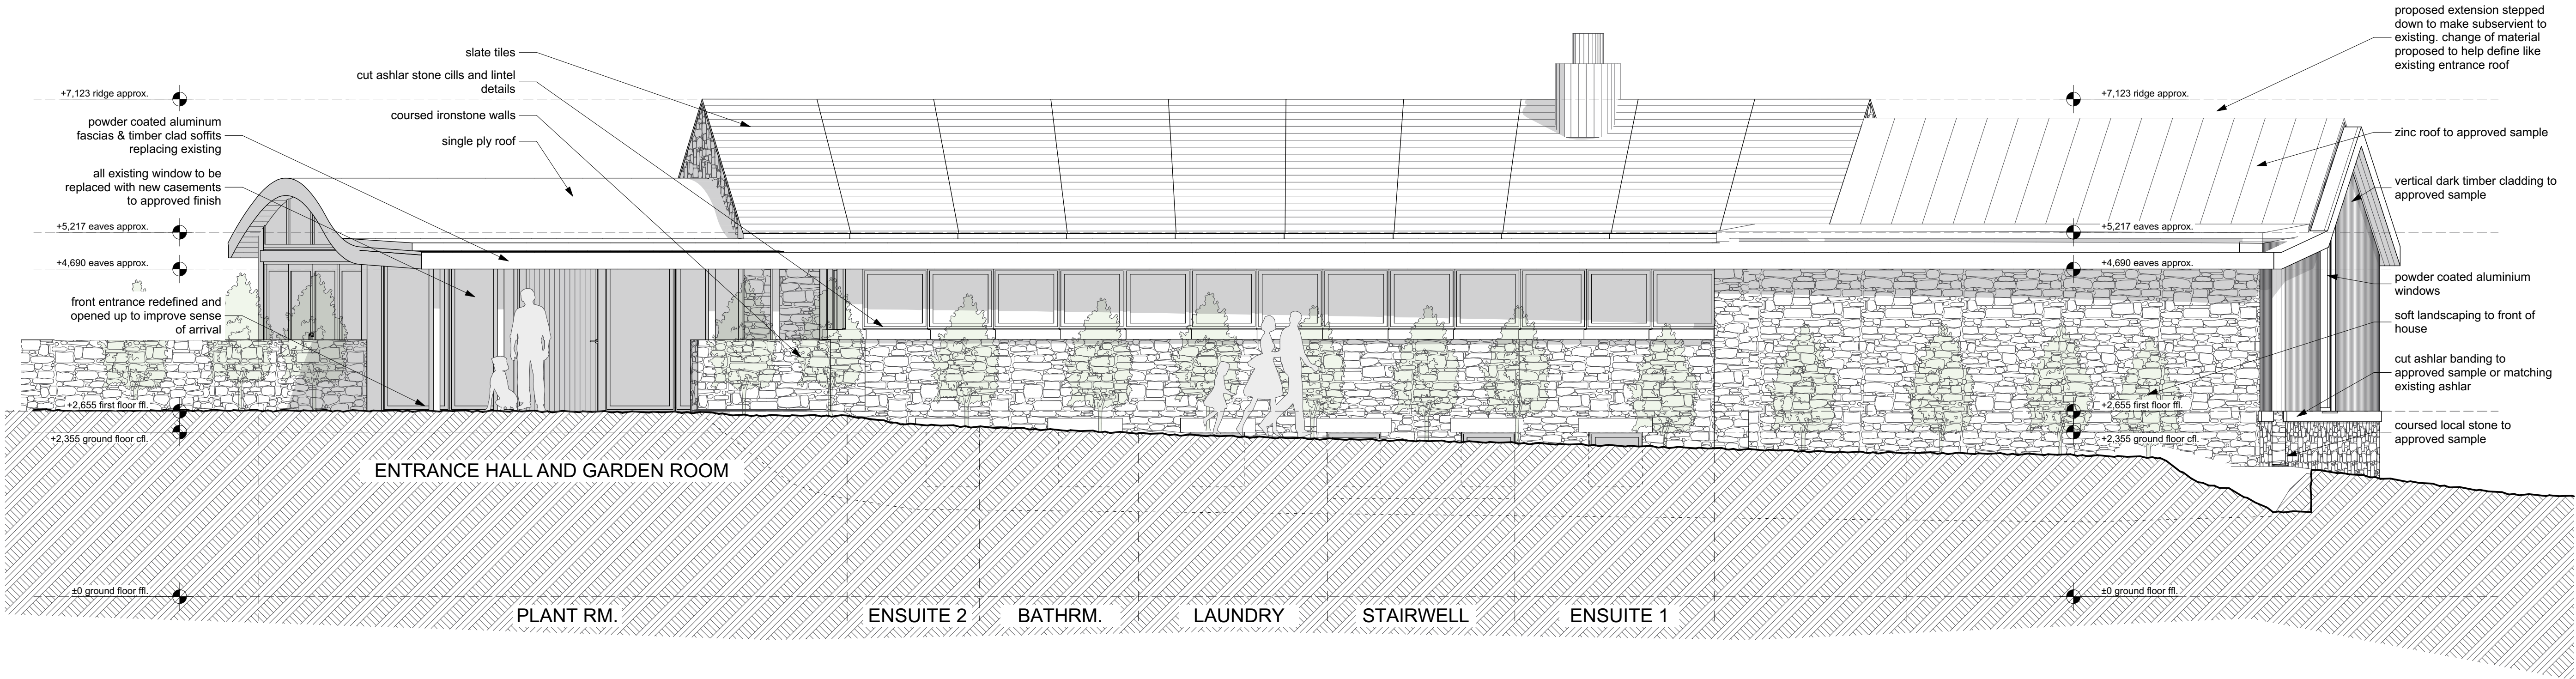 slate tiles
cut ashlar stone cills and lintel
details
coursed ironstone walls
single ply roof
+7,123 ridge approx.
powder coated aluminum
fascias & timber clad soffits
replacing existing
all existing window to be
replaced with new casements
to approved finish
+5,217 eaves approx.
+4,690 eaves approx.
front entrance redefined and
opened up to improve sense
of arrival
+2,655 first floor ffl.
+2,355 ground floor cfl.
±0 ground floor ffl.
ENTRANCE HALL AND GARDEN ROOM
PLANT RM.
ENSUITE 2
BATHRM.
LAUNDRY
STAIRWELL
ENSUITE 1
+7,123 ridge approx.
+5,217 eaves approx.
+4,690 eaves approx.
+2,655 first floor ffl.
+2,355 ground floor cfl.
±0 ground floor ffl.
proposed extension stepped
down to make subservient to
existing. change of material
proposed to help define like
existing entrance roof
zinc roof to approved sample
vertical dark timber cladding to
approved sample
powder coated aluminium
windows
soft landscaping to front of
house
cut ashlar banding to
approved sample or matching
existing ashlar
coursed local stone to
approved sample